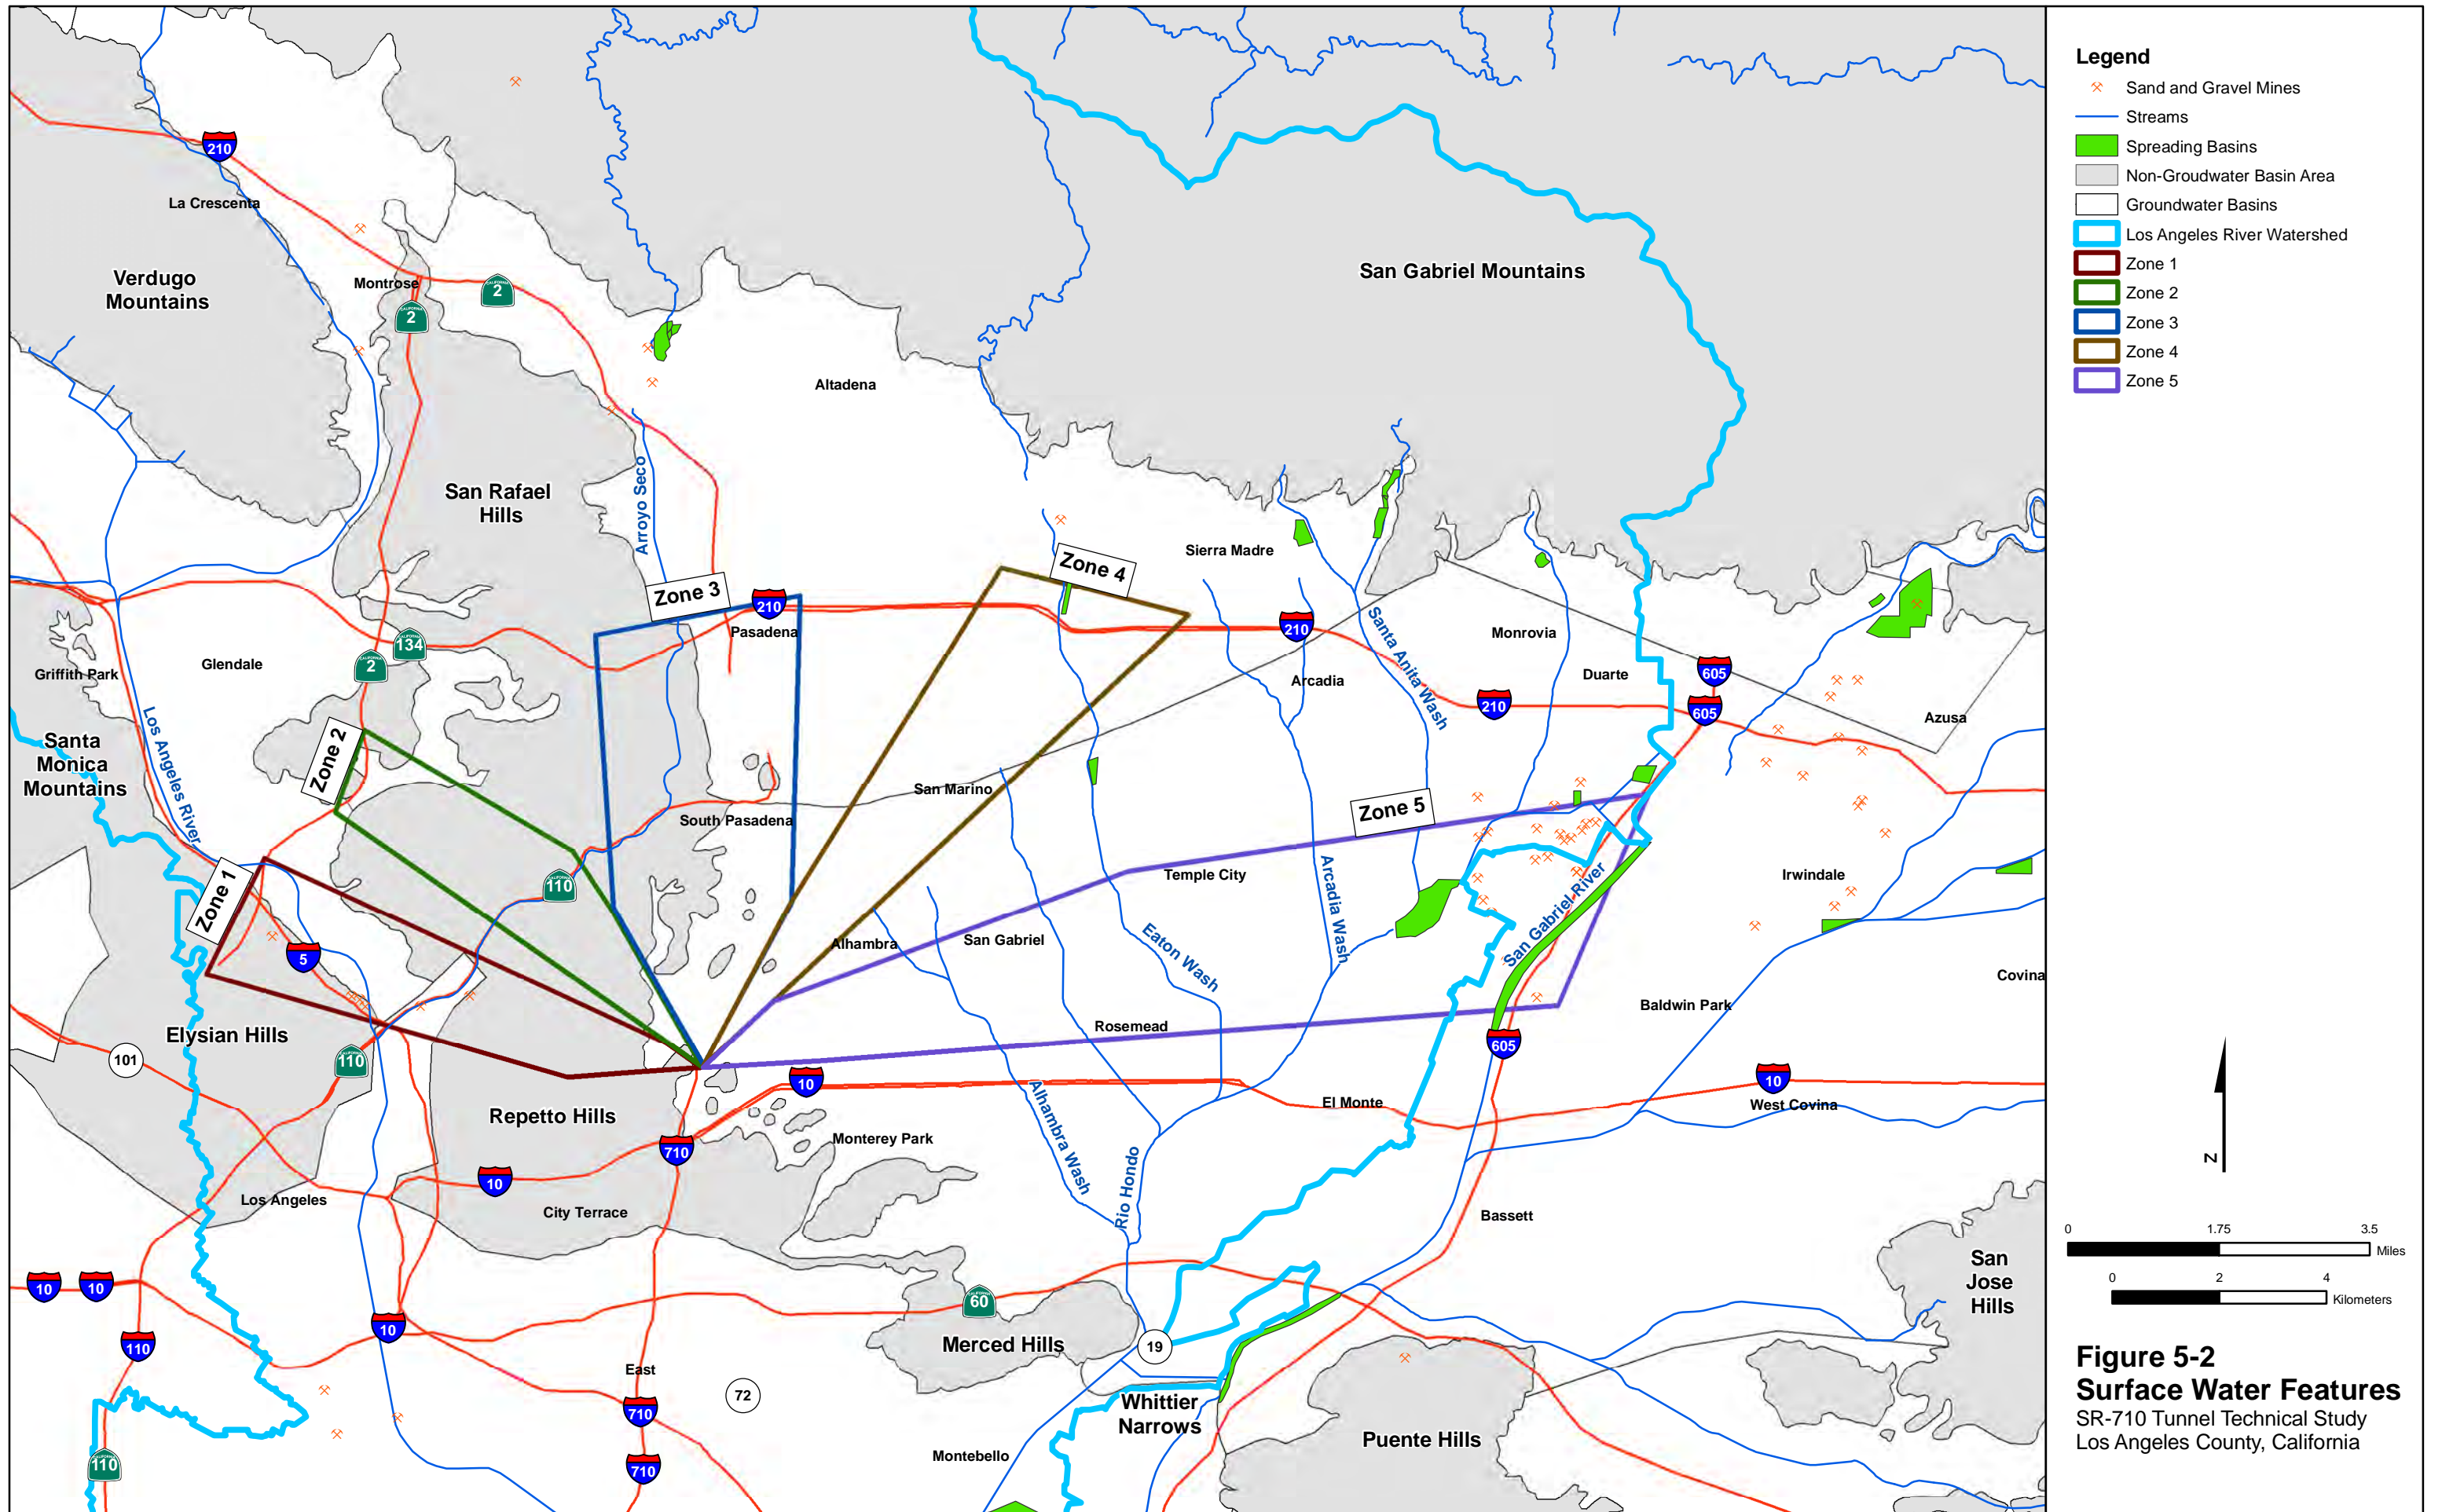 Legend
Sand and Gravel Mines
Streams
Spreading Basins
Non-Groudwater Basin Area
Groundwater Basins
Los Angeles River Watershed
Zone 1
Zone 2
Zone 3
Zone 4
Zone 5
210
La Crescenta
Verdugo
Mountains
Montrose
CALIFORNIA
2
CALIFORNIA
2
San Gabriel Mountains
Altadena
San Rafael
Hills
Arroyo Seco
Sierra Madre
Zone 4
Zone 3
210
Pasadena
210
Santa Anita Wash
Monrovia
Duarte
605
605
210
Arcadia
Azusa
CALIFORNIA
134
CALIFORNIA
2
Glendale
Griffith Park
Los Angeles River
Santa
Monica
Mountains
Zone 2
San Marino
South Pasadena
Zone 5
Zone 1
CALIFORNIA
110
Temple City
Irwindale
Arcadia Wash
San Gabriel River
Eaton Wash
Alhambra
San Gabriel
5
Covina
Baldwin Park
Rosemead
Elysian Hills
101
CALIFORNIA
110
605
10
10
West Covina
El Monte
Repetto Hills
Alhambra Wash
Monterey Park
710
10
Rio Hondo
Los Angeles
City Terrace
Bassett
San
Jose
Hills
10
10
10
CALIFORNIA
60
110
Merced Hills
19
East
72
710
Whittier
Narrows
Puente Hills
Montebello
CALIFORNIA
110
710
N
0
1.75
3.5
Miles
0
2
4
Kilometers
Figure 5-2
Surface Water Features
SR-710 Tunnel Technical Study
Los Angeles County, California